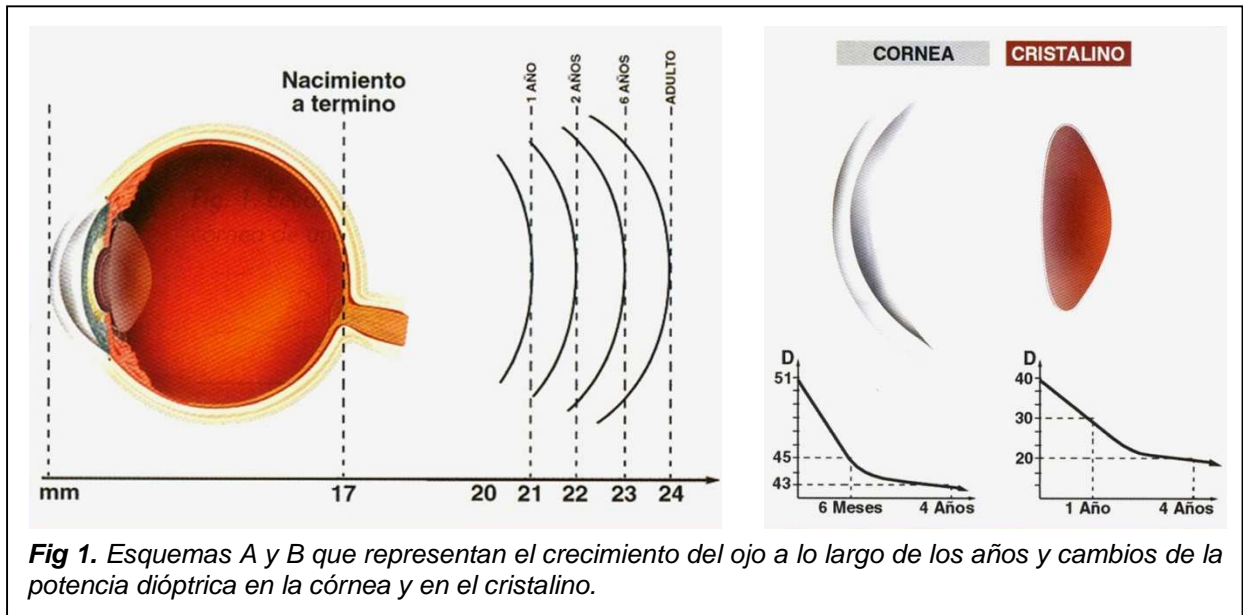 Nacimiento
a termino
1 AÑO
2 AÑOS
6 AÑOS
ADULTO
mm 17 20 21 22 23 24
CORNEA CRISTALINO
D
51
45
43
6 Meses 4 Años
D
40
30
20
1 Año 4 Años
Fig 1. Esquemas A y B que representan el crecimiento del ojo a lo largo de los años y cambios de la
potencia dióptrica en la córnea y en el cristalino.